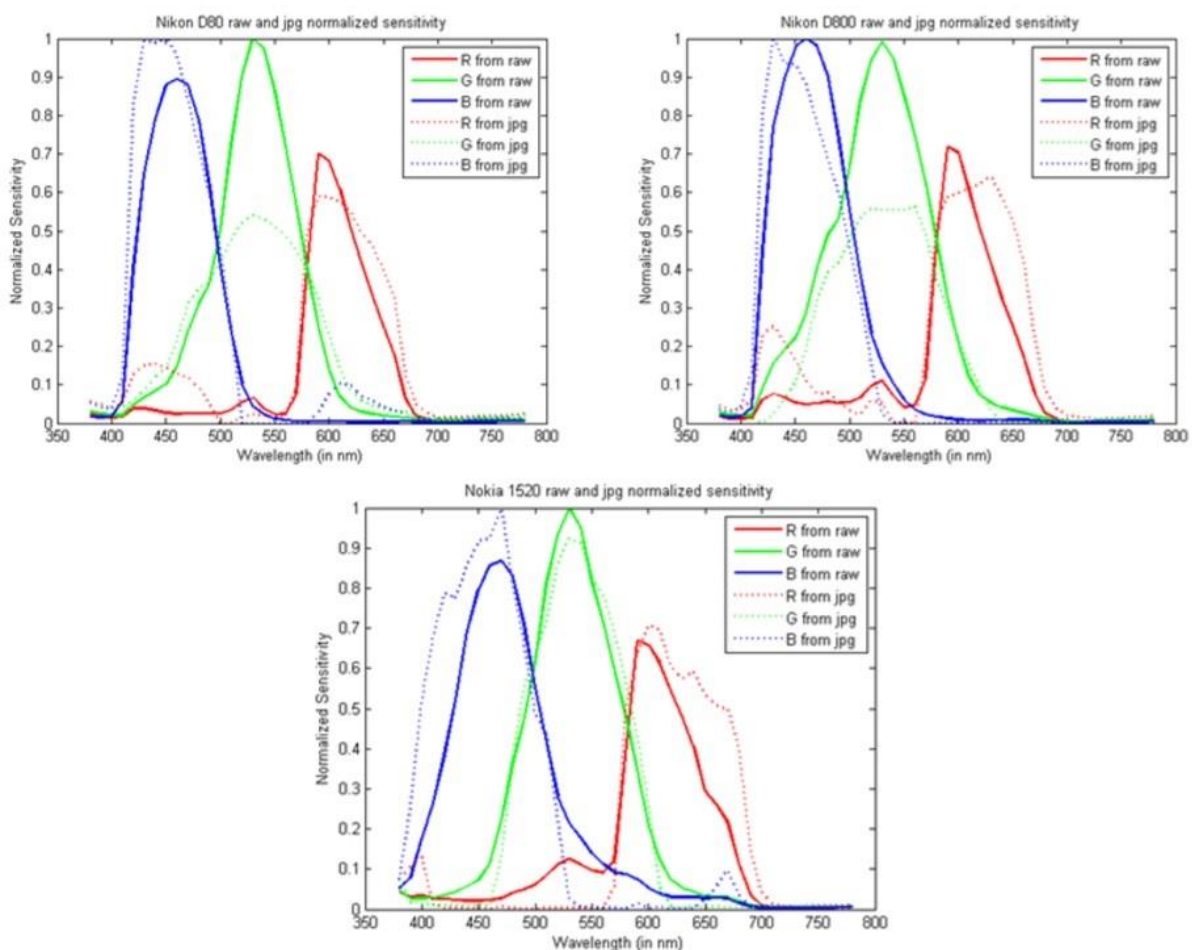 Nikon D80 raw and jpg normalized sensitivity
1
0.9
0.8
0.7
0.6
0.5
0.4
0.3
0.2
0.1
0
Normalized Sensitivity
R from raw
G from raw
B from raw
R from jpg
G from jpg
B from jpg
350 400 450 500 550 600 650 700 750 800
Wavelength (in nm)
Nikon D800 raw and jpg normalized sensitivity
1
0.9
0.8
0.7
0.6
0.5
0.4
0.3
0.2
0.1
0
Normalized Sensitivity
R from raw
G from raw
B from raw
R from jpg
G from jpg
B from jpg
350 400 450 500 550 600 650 700 750 800
Wavelength (in nm)
Nokia 1520 raw and jpg normalized sensitivity
1
0.9
0.8
0.7
0.6
0.5
0.4
0.3
0.2
0.1
0
Normalized Sensitivity
R from raw
G from raw
B from raw
R from jpg
G from jpg
B from jpg
350 400 450 500 550 600 650 700 750 800
Wavelength (in nm)